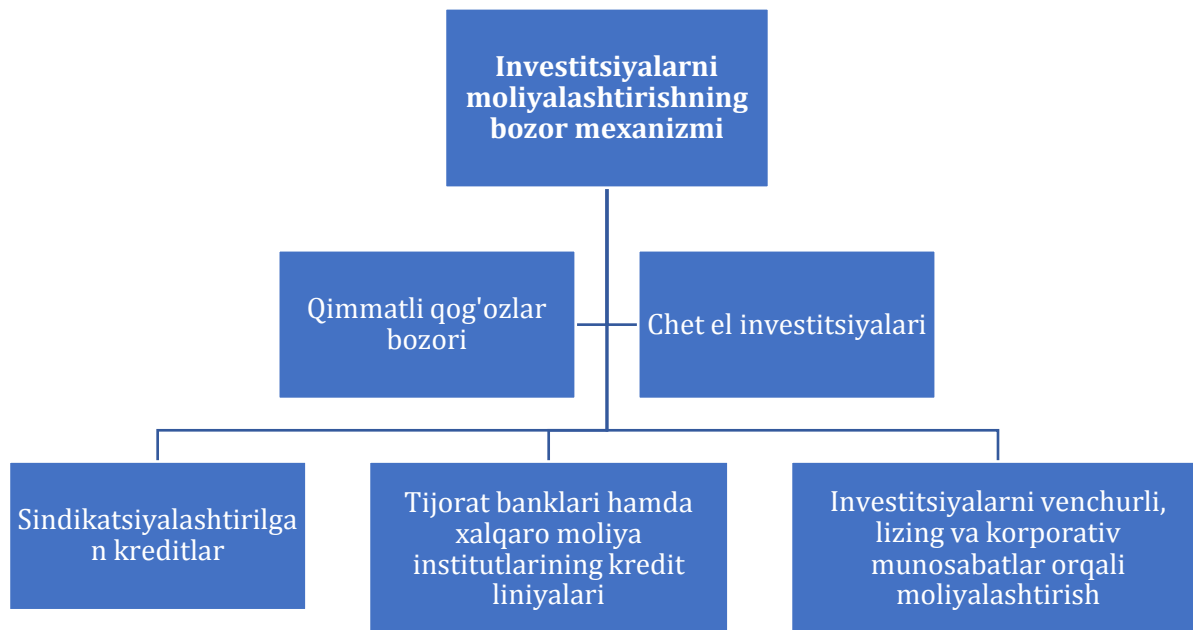 Investitsiyalarni
moliyalashtirishning
bozor mexanizmi
Qimmatli qog'ozlar
bozori
Chet el investitsiyalari
Sindikatsiyalashtirilga
n kreditlar
Tijorat banklari hamda
xalqaro moliya
institutlarining kredit
liniyalari
Investitsiyalarni venchurli,
lizing va korporativ
munosabatlar orqali
moliyalashtirish